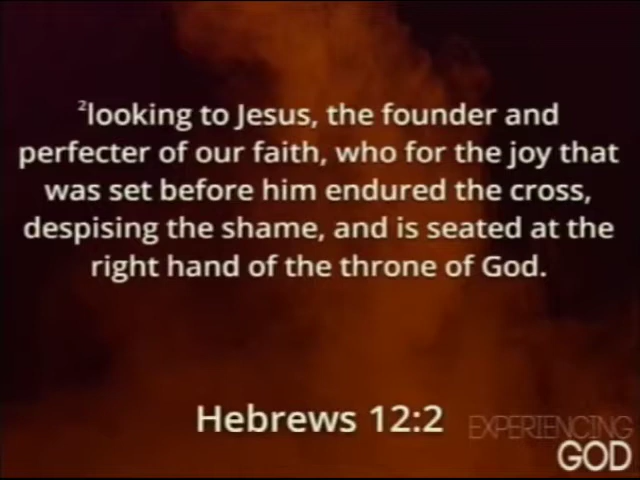 ²looking to Jesus, the founder and
perfecter of our faith, who for the joy that
was set before him endured the cross,
despising the shame, and is seated at the
right hand of the throne of God.
Hebrews 12:2
EXPERIENCING
GOD